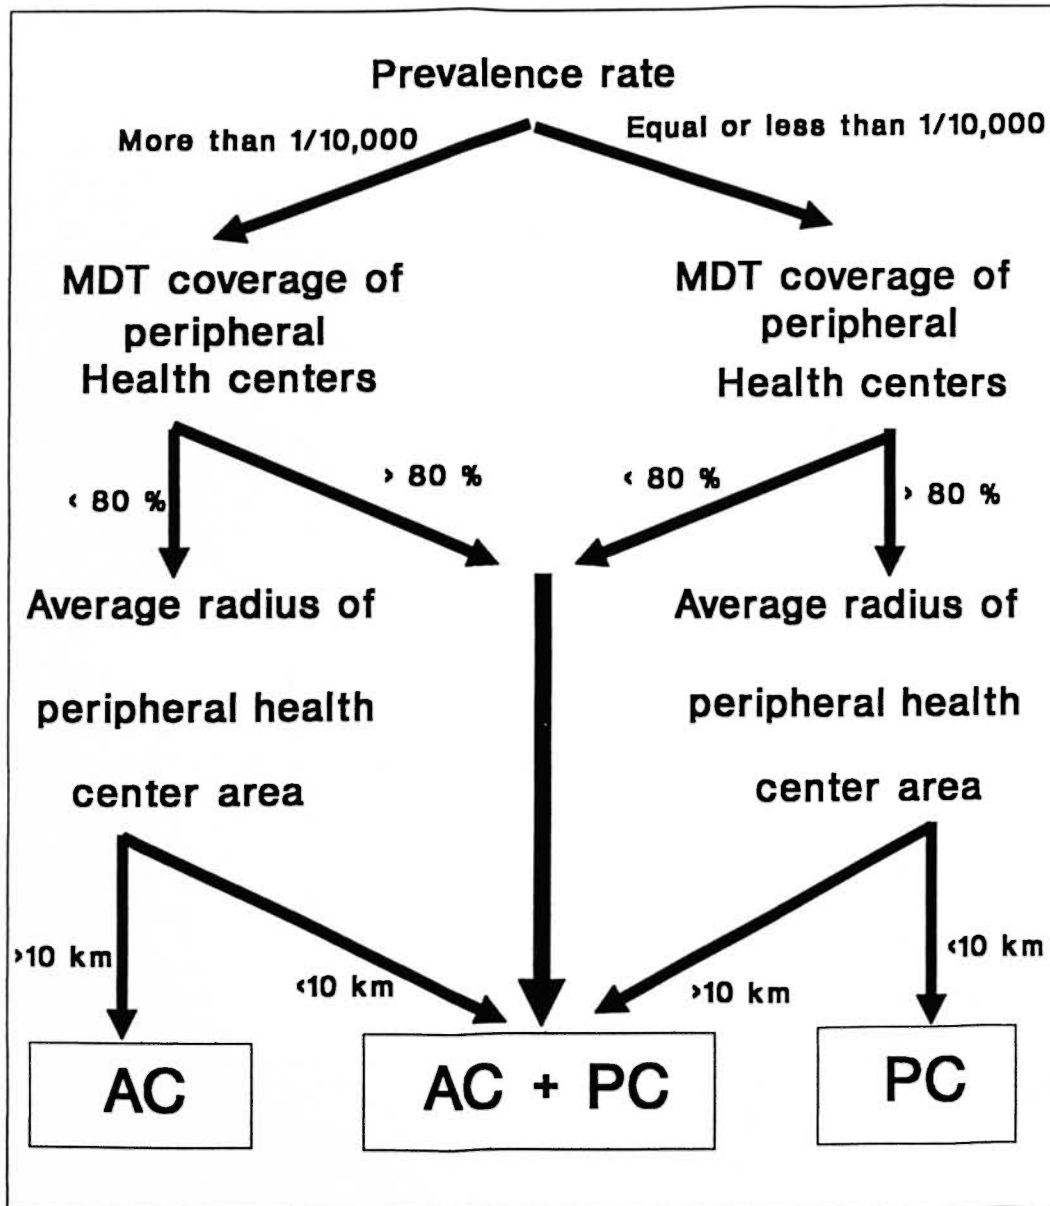 Prevalence rate
More than 1/10,000
Equal or less than 1/10,000
MDT coverage of
peripheral
Health centers
MDT coverage of
peripheral
Health centers
< 80 %
> 80 %
< 80 %
> 80 %
Average radius of
peripheral health
center area
Average radius of
peripheral health
center area
>10 km
<10 km
>10 km
<10 km
AC
AC + PC
PC